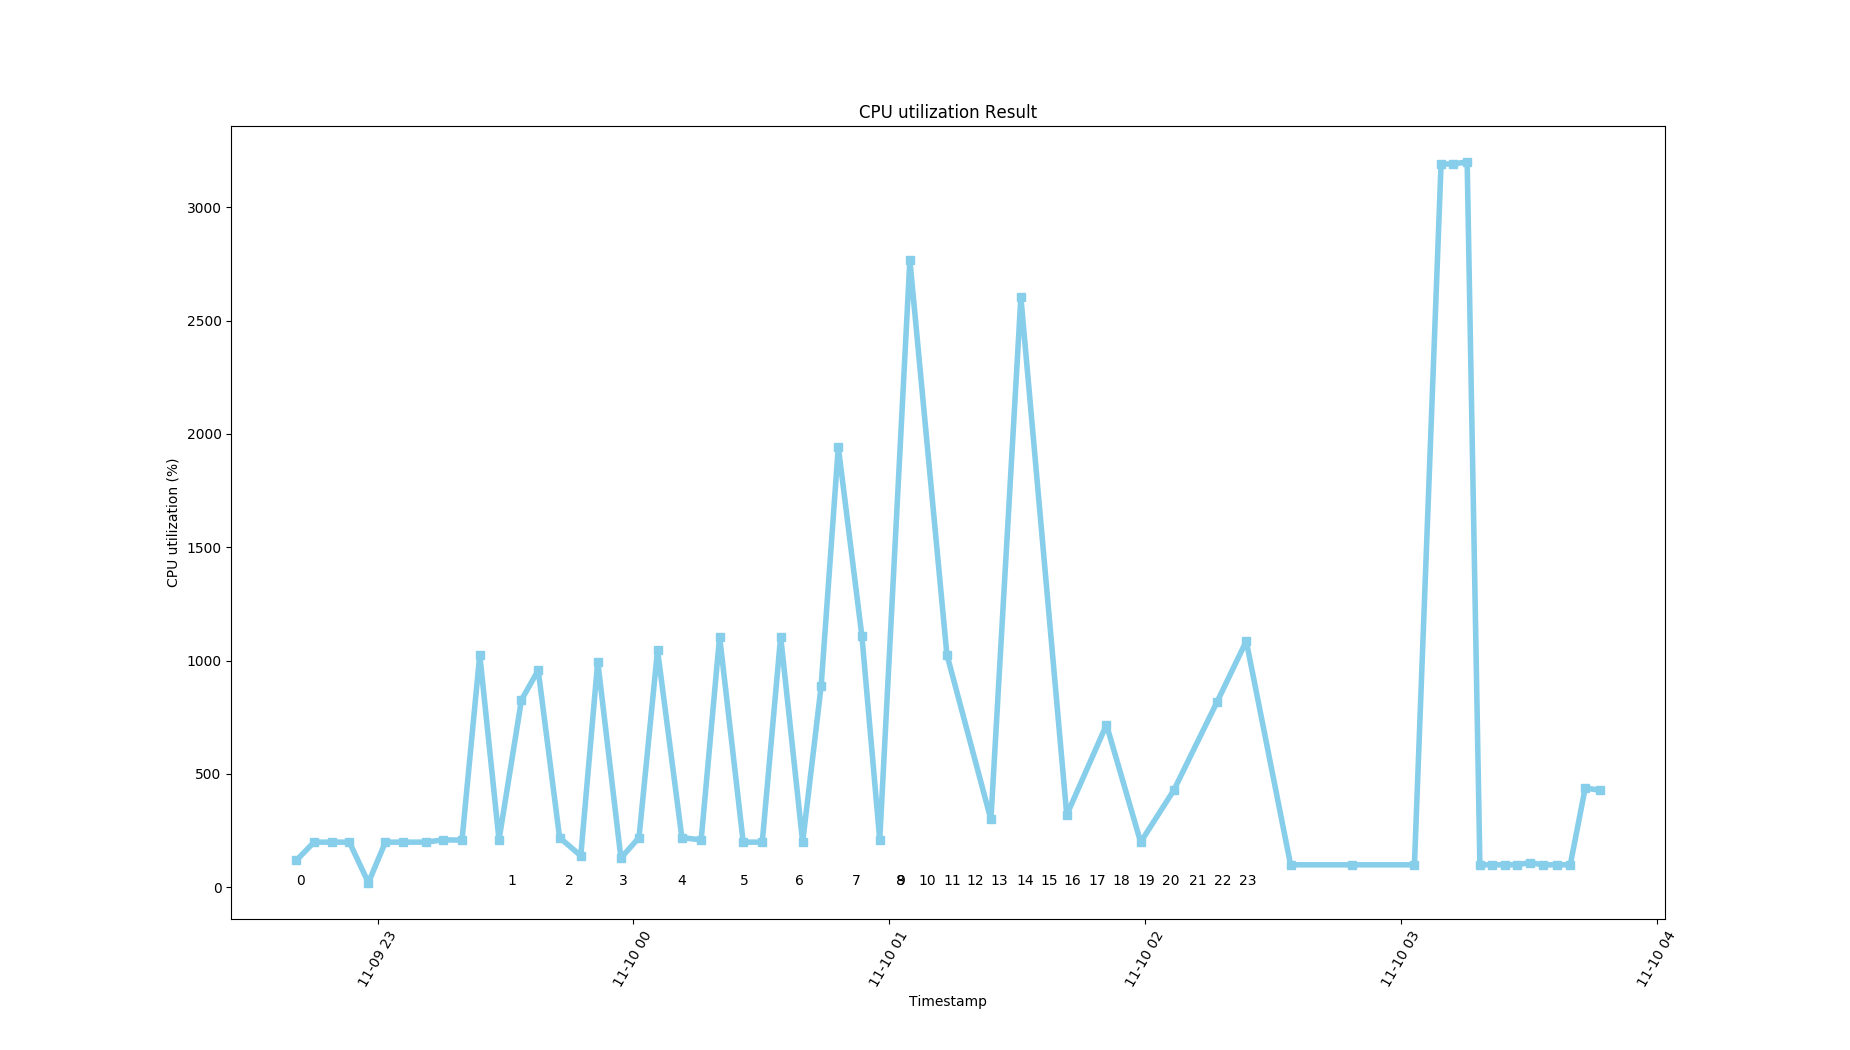 CPU utilization Result
3000
2500
2000
1500
1000
500
0
CPU utilization (%)
0 1 2 3 4 5 6 7 8 9 10 11 12 13 14 15 16 17 18 19 20 21 22 23
11-09 23 11-10 00 11-10 01 11-10 02 11-10 03 11-10 04
Timestamp